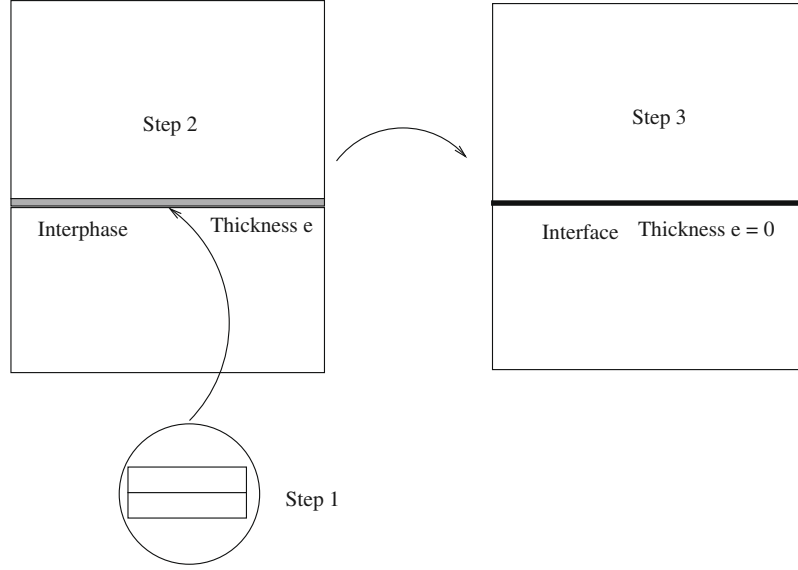 Step 2
Step 3
Interphase
Thickness e
Interface
Thickness e = 0
Step 1